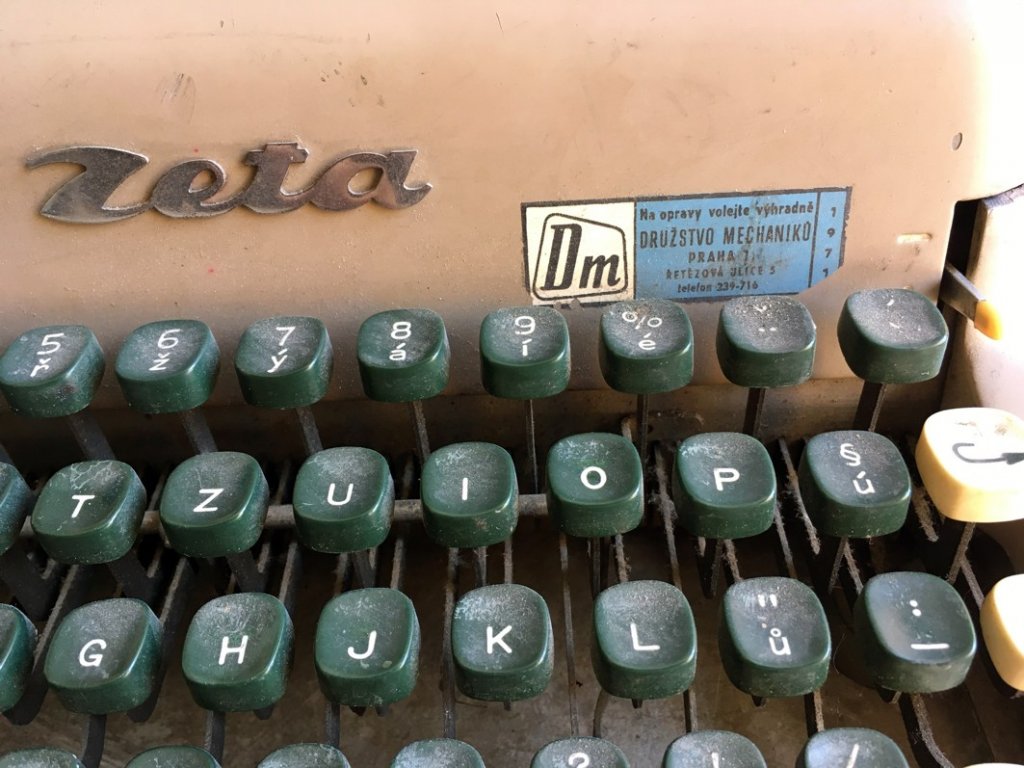 Zeta
Dm
Na opravy volejte výhradně
DRUŽSTVO MECHANIKŮ
PRAHA
ŘETĚZOVÁ ULICE 3
telefon 239-716
1971
5 6 7 8 9 % ¨ ´
ř ž ý á í é ˇ
T Z U I O P § ú
G H J K L " ů : _
? ! /